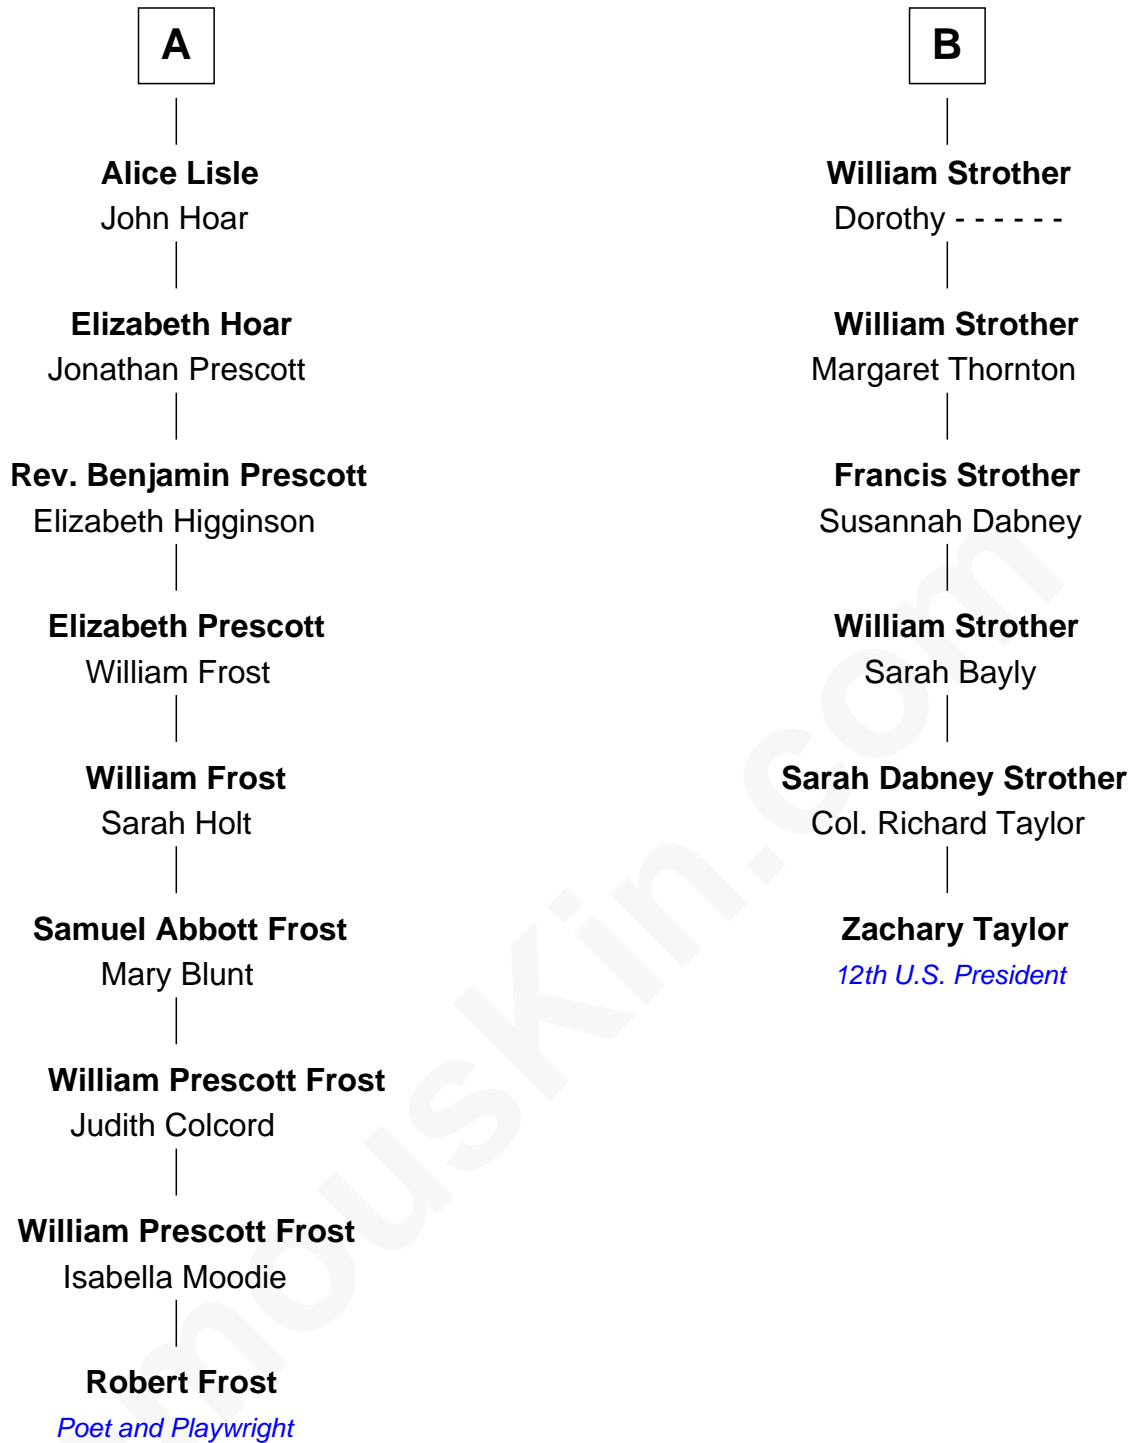 A
Alice Lisle
John Hoar
Elizabeth Hoar
Jonathan Prescott
Rev. Benjamin Prescott
Elizabeth Higginson
Elizabeth Prescott
William Frost
William Frost
Sarah Holt
Samuel Abbott Frost
Mary Blunt
William Prescott Frost
Judith Colcord
William Prescott Frost
Isabella Moodie
Robert Frost
Poet and Playwright
B
William Strother
Dorothy - - - - - -
William Strother
Margaret Thornton
Francis Strother
Susannah Dabney
William Strother
Sarah Bayly
Sarah Dabney Strother
Col. Richard Taylor
Zachary Taylor
12th U.S. President
mousKin.com